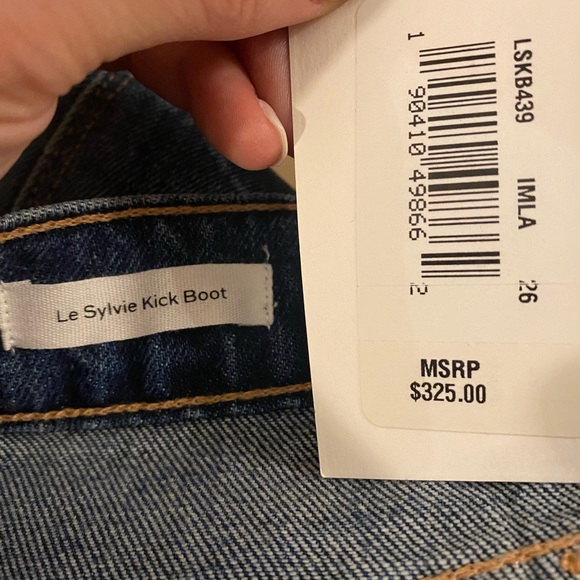 Le Sylvie Kick Boot
LSKB439 IMLA 26
1 90410 49866 2
MSRP
$325.00